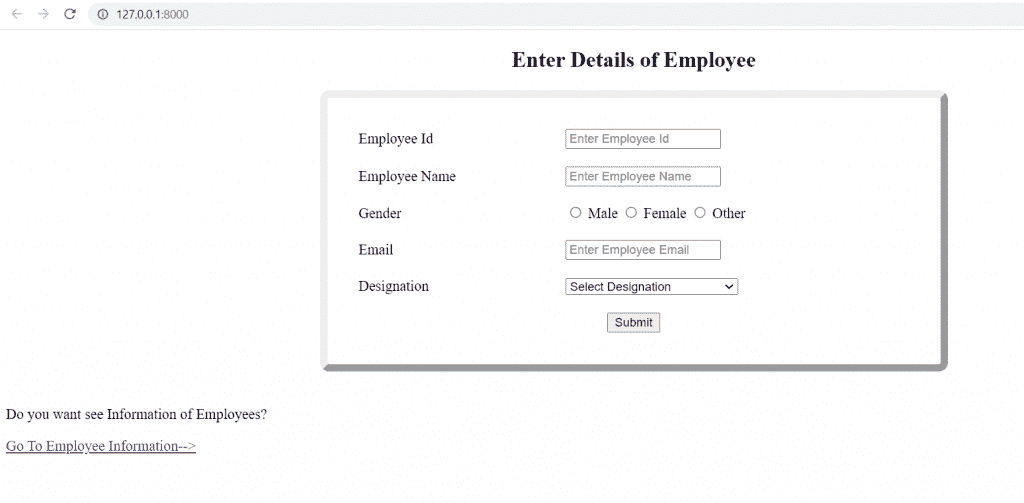 127.0.0.1:8000
Enter Details of Employee
Employee Id Enter Employee Id
Employee Name Enter Employee Name
Gender Male Female Other
Email Enter Employee Email
Designation Select Designation
Submit
Do you want see Information of Employees?
Go To Employee Information-->